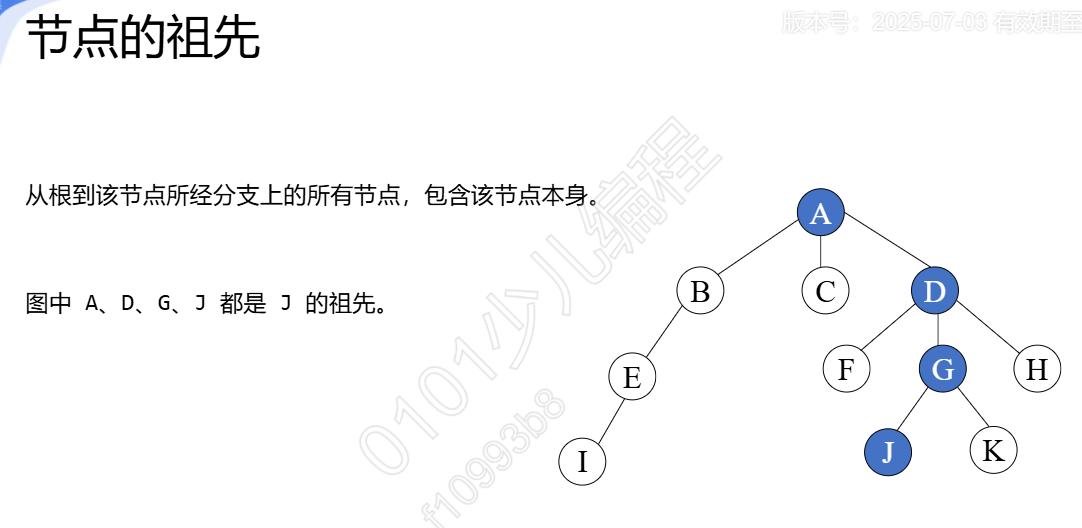 节点的祖先
版本号：2025-07-03 有效期至
从根到该节点所经分支上的所有节点，包含该节点本身。
图中 A、D、G、J 都是 J 的祖先。
A
B
C
D
E
F
G
H
I
J
K
0101少儿编程
f10993b8